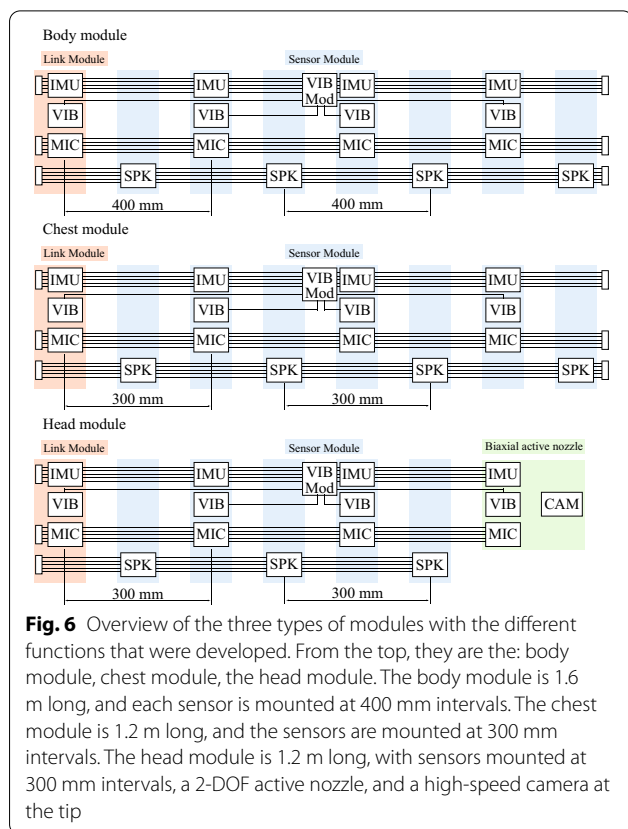 Body module
Link Module
Sensor Module
IMU IMU VIB Mod IMU IMU
VIB VIB VIB VIB
MIC MIC MIC MIC
SPK SPK SPK SPK
400 mm 400 mm
Chest module
Link Module
Sensor Module
IMU IMU VIB Mod IMU IMU
VIB VIB VIB VIB
MIC MIC MIC MIC
SPK SPK SPK SPK
300 mm 300 mm
Head module
Link Module
Sensor Module
Biaxial active nozzle
IMU IMU VIB Mod IMU IMU
VIB VIB VIB VIB CAM
MIC MIC MIC MIC
SPK SPK SPK
300 mm 300 mm
Fig. 6 Overview of the three types of modules with the different
functions that were developed. From the top, they are the: body
module, chest module, the head module. The body module is 1.6
m long, and each sensor is mounted at 400 mm intervals. The chest
module is 1.2 m long, and the sensors are mounted at 300 mm
intervals. The head module is 1.2 m long, with sensors mounted at
300 mm intervals, a 2-DOF active nozzle, and a high-speed camera at
the tip